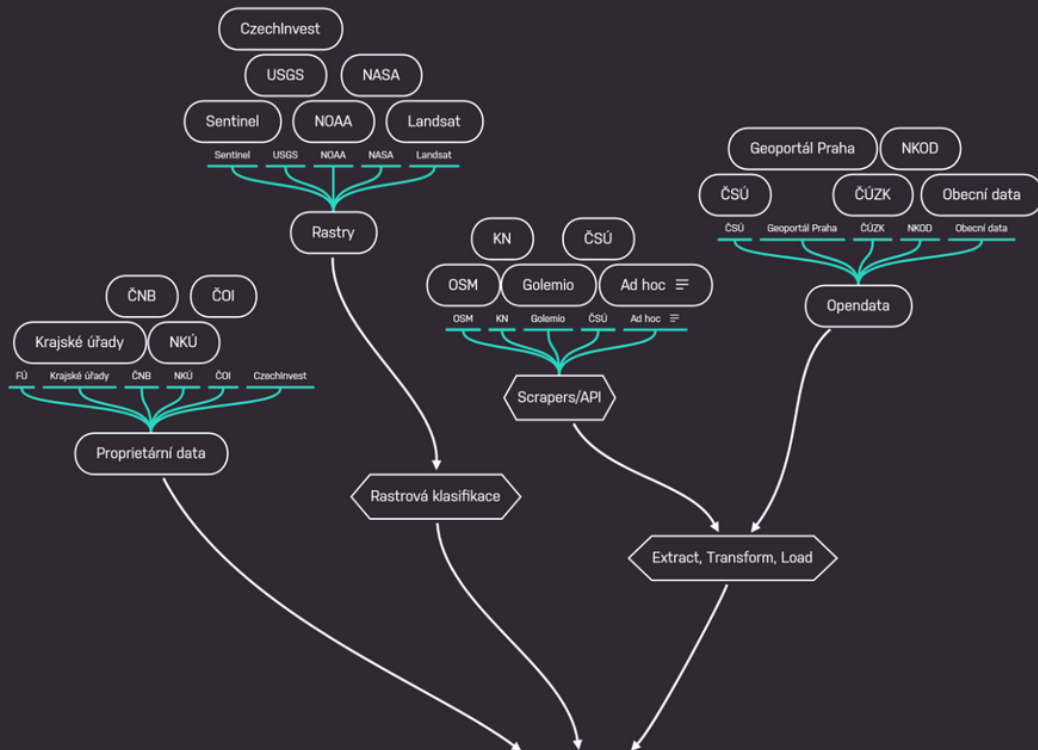 CzechInvest
USGS
NASA
Sentinel
NOAA
Landsat
Sentinel USGS NOAA NASA Landsat
Rastry
Geoportál Praha
NKOD
ČSÚ
ČÚZK
Obecní data
ČSÚ Geoportál Praha ČÚZK NKOD Obecní data
Opendata
KN
ČSÚ
OSM
Golemio
Ad hoc
OSM KN Golemio ČSÚ Ad hoc
Scrapers/API
ČNB
ČOI
Krajské úřady
NKÚ
FÚ Krajské úřady ČNB NKÚ ČOI CzechInvest
Proprietární data
Rastrová klasifikace
Extract, Transform, Load